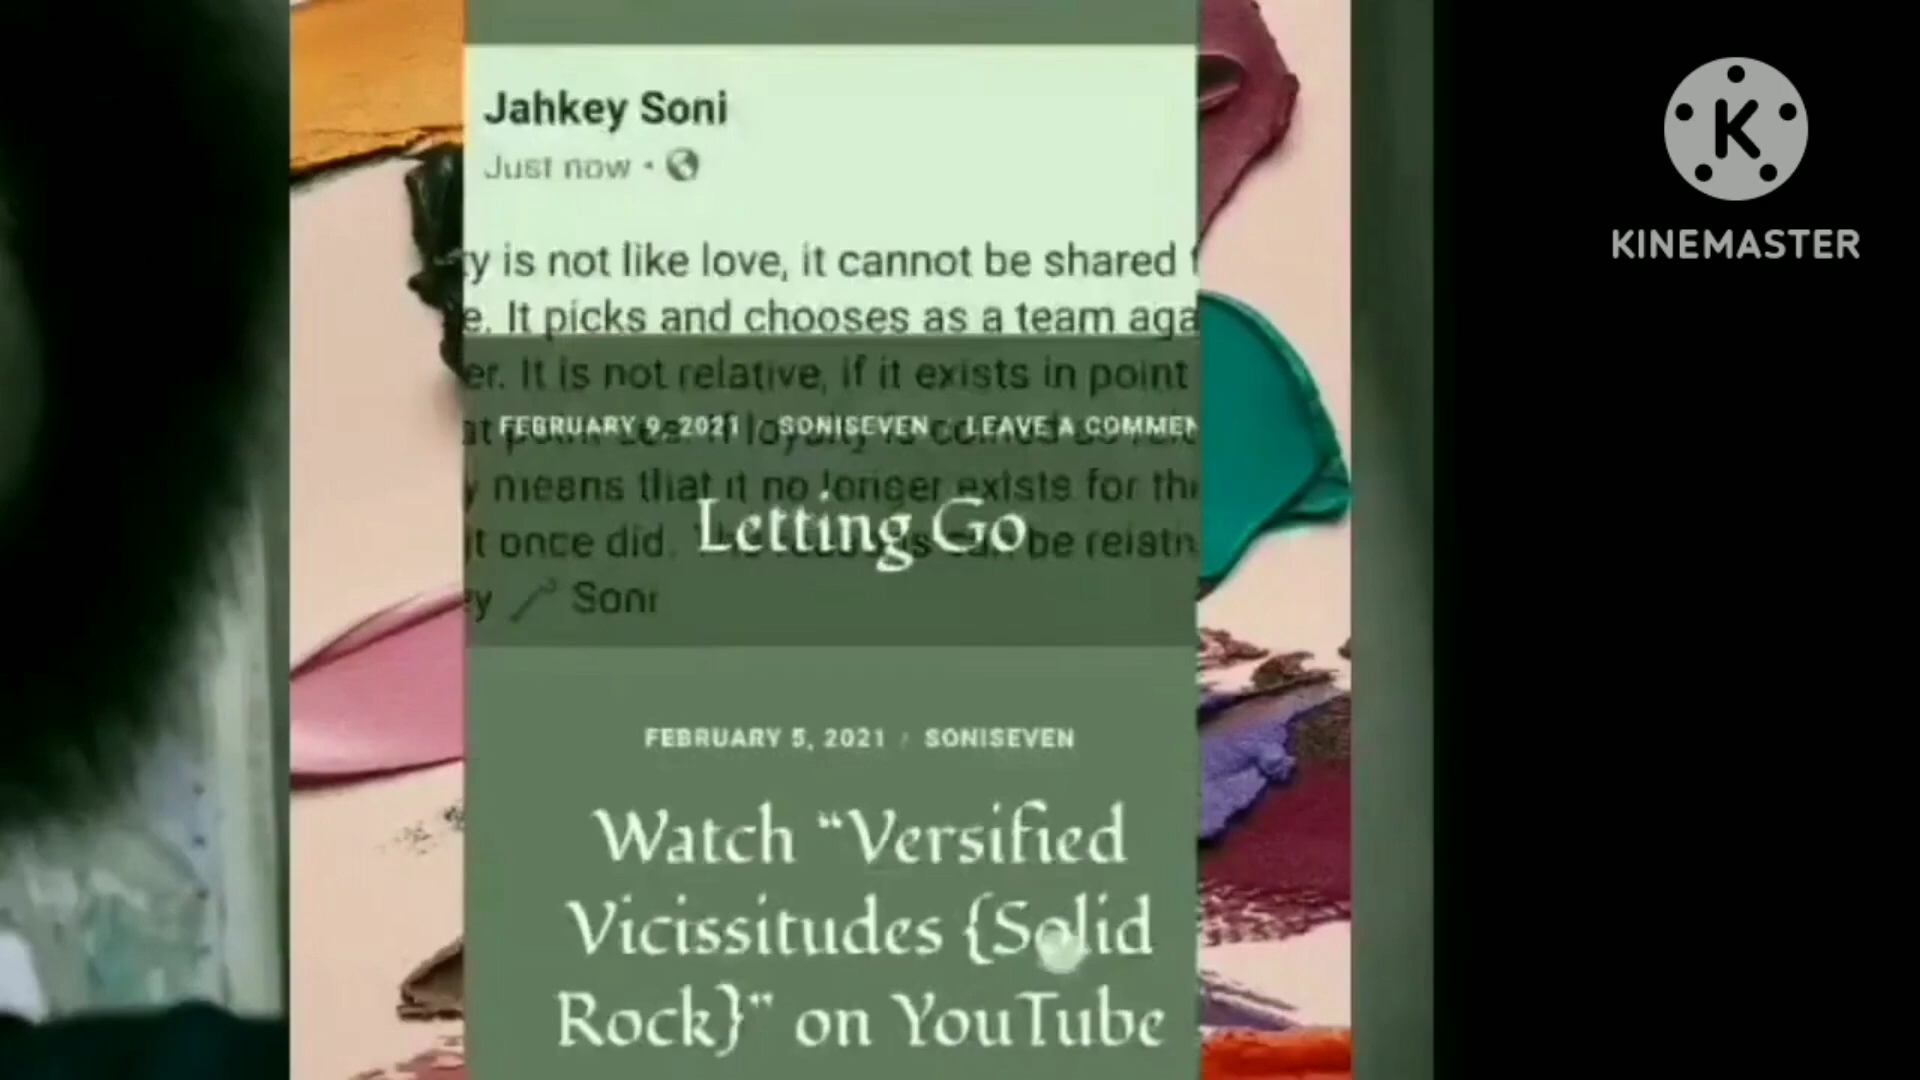 Jahkey Soni
Just now •
y is not like love, it cannot be shared
e. It picks and chooses as a team aga
er. It is not relative, if it exists in point
FEBRUARY 9, 2021 / SONISEVEN / LEAVE A COMMEN
y means that it no longer exists for th
Letting Go
it once did. be relativ
y Soni
FEBRUARY 5, 2021 / SONISEVEN
Watch “Versified
Vicissitudes {Solid
Rock}” on YouTube
K
KINEMASTER